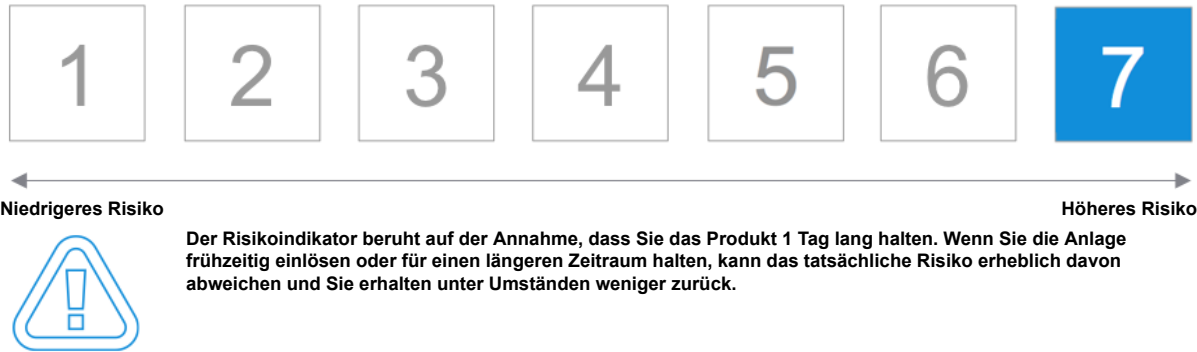 1 2 3 4 5 6 7
Niedrigeres Risiko Höheres Risiko
Der Risikoindikator beruht auf der Annahme, dass Sie das Produkt 1 Tag lang halten. Wenn Sie die Anlage
frühzeitig einlösen oder für einen längeren Zeitraum halten, kann das tatsächliche Risiko erheblich davon
abweichen und Sie erhalten unter Umständen weniger zurück.